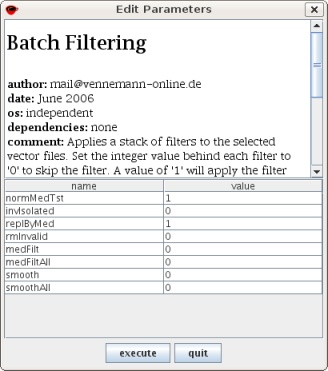 Edit Parameters
Batch Filtering
author: mail@vennemann-online.de
date: June 2006
os: independent
dependencies: none
comment: Applies a stack of filters to the selected
vector files. Set the integer value behind each filter to
'0' to skip the filter. A value of '1' will apply the filter
name value
normMedTst 1
invIsolated 0
replByMed 1
rmInvalid 0
medFilt 0
medFiltAll 0
smooth 0
smoothAll 0
execute quit